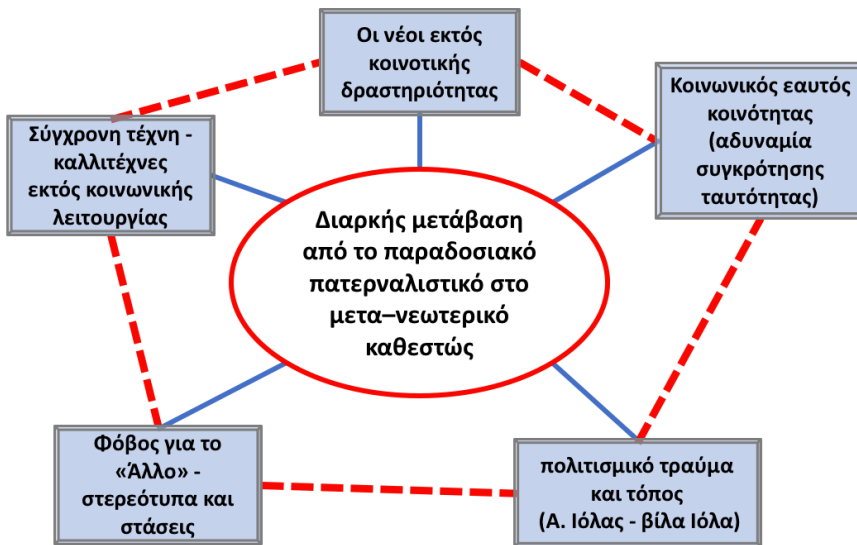 Οι νέοι εκτός
κοινοτικής
δραστηριότητας
Κοινωνικός εαυτός
κοινότητας
(αδυναμία
συγκρότησης
ταυτότητας)
Σύγχρονη τέχνη -
καλλιτέχνες
εκτός κοινωνικής
λειτουργίας
Διαρκής μετάβαση
από το παραδοσιακό
πατερναλιστικό στο
μετα–νεωτερικό
καθεστώς
Φόβος για το
«Άλλο» -
στερεότυπα και
στάσεις
πολιτισμικό τραύμα
και τόπος
(Α. Ιόλας - βίλα Ιόλα)